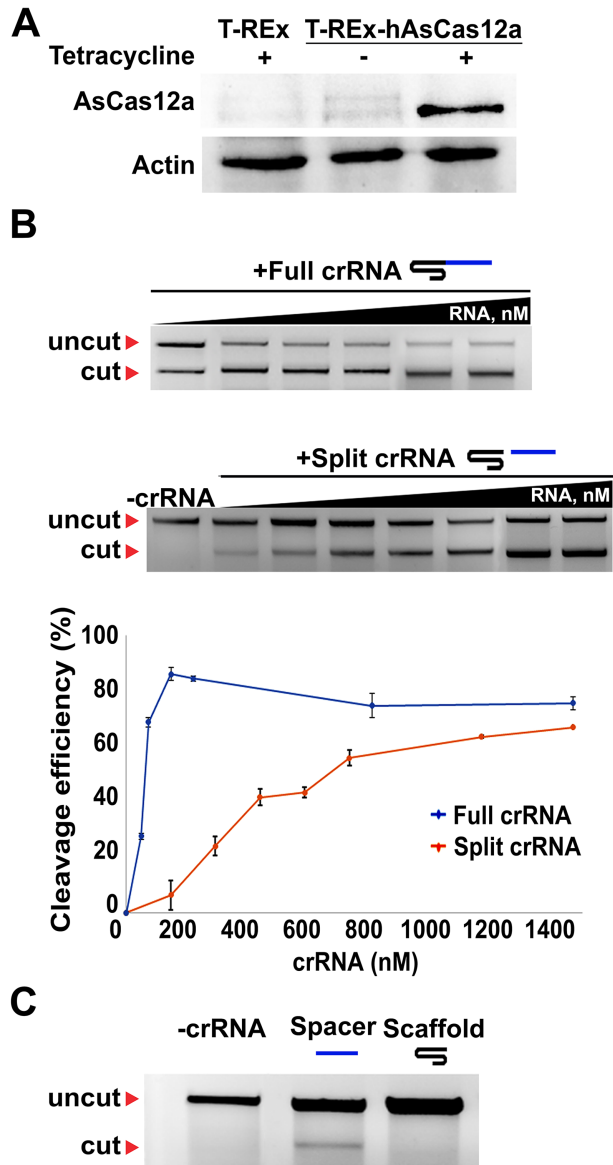 A
T-REx T-REx-hAsCas12a
Tetracycline + - +
AsCas12a
Actin
B
+Full crRNA
RNA, nM
uncut
cut
+Split crRNA
-crRNA
RNA, nM
uncut
cut
Cleavage efficiency (%)
100
80
60
40
20
0
Full crRNA
Split crRNA
0 200 400 600 800 1000 1200 1400
crRNA (nM)
C
-crRNA Spacer Scaffold
uncut
cut